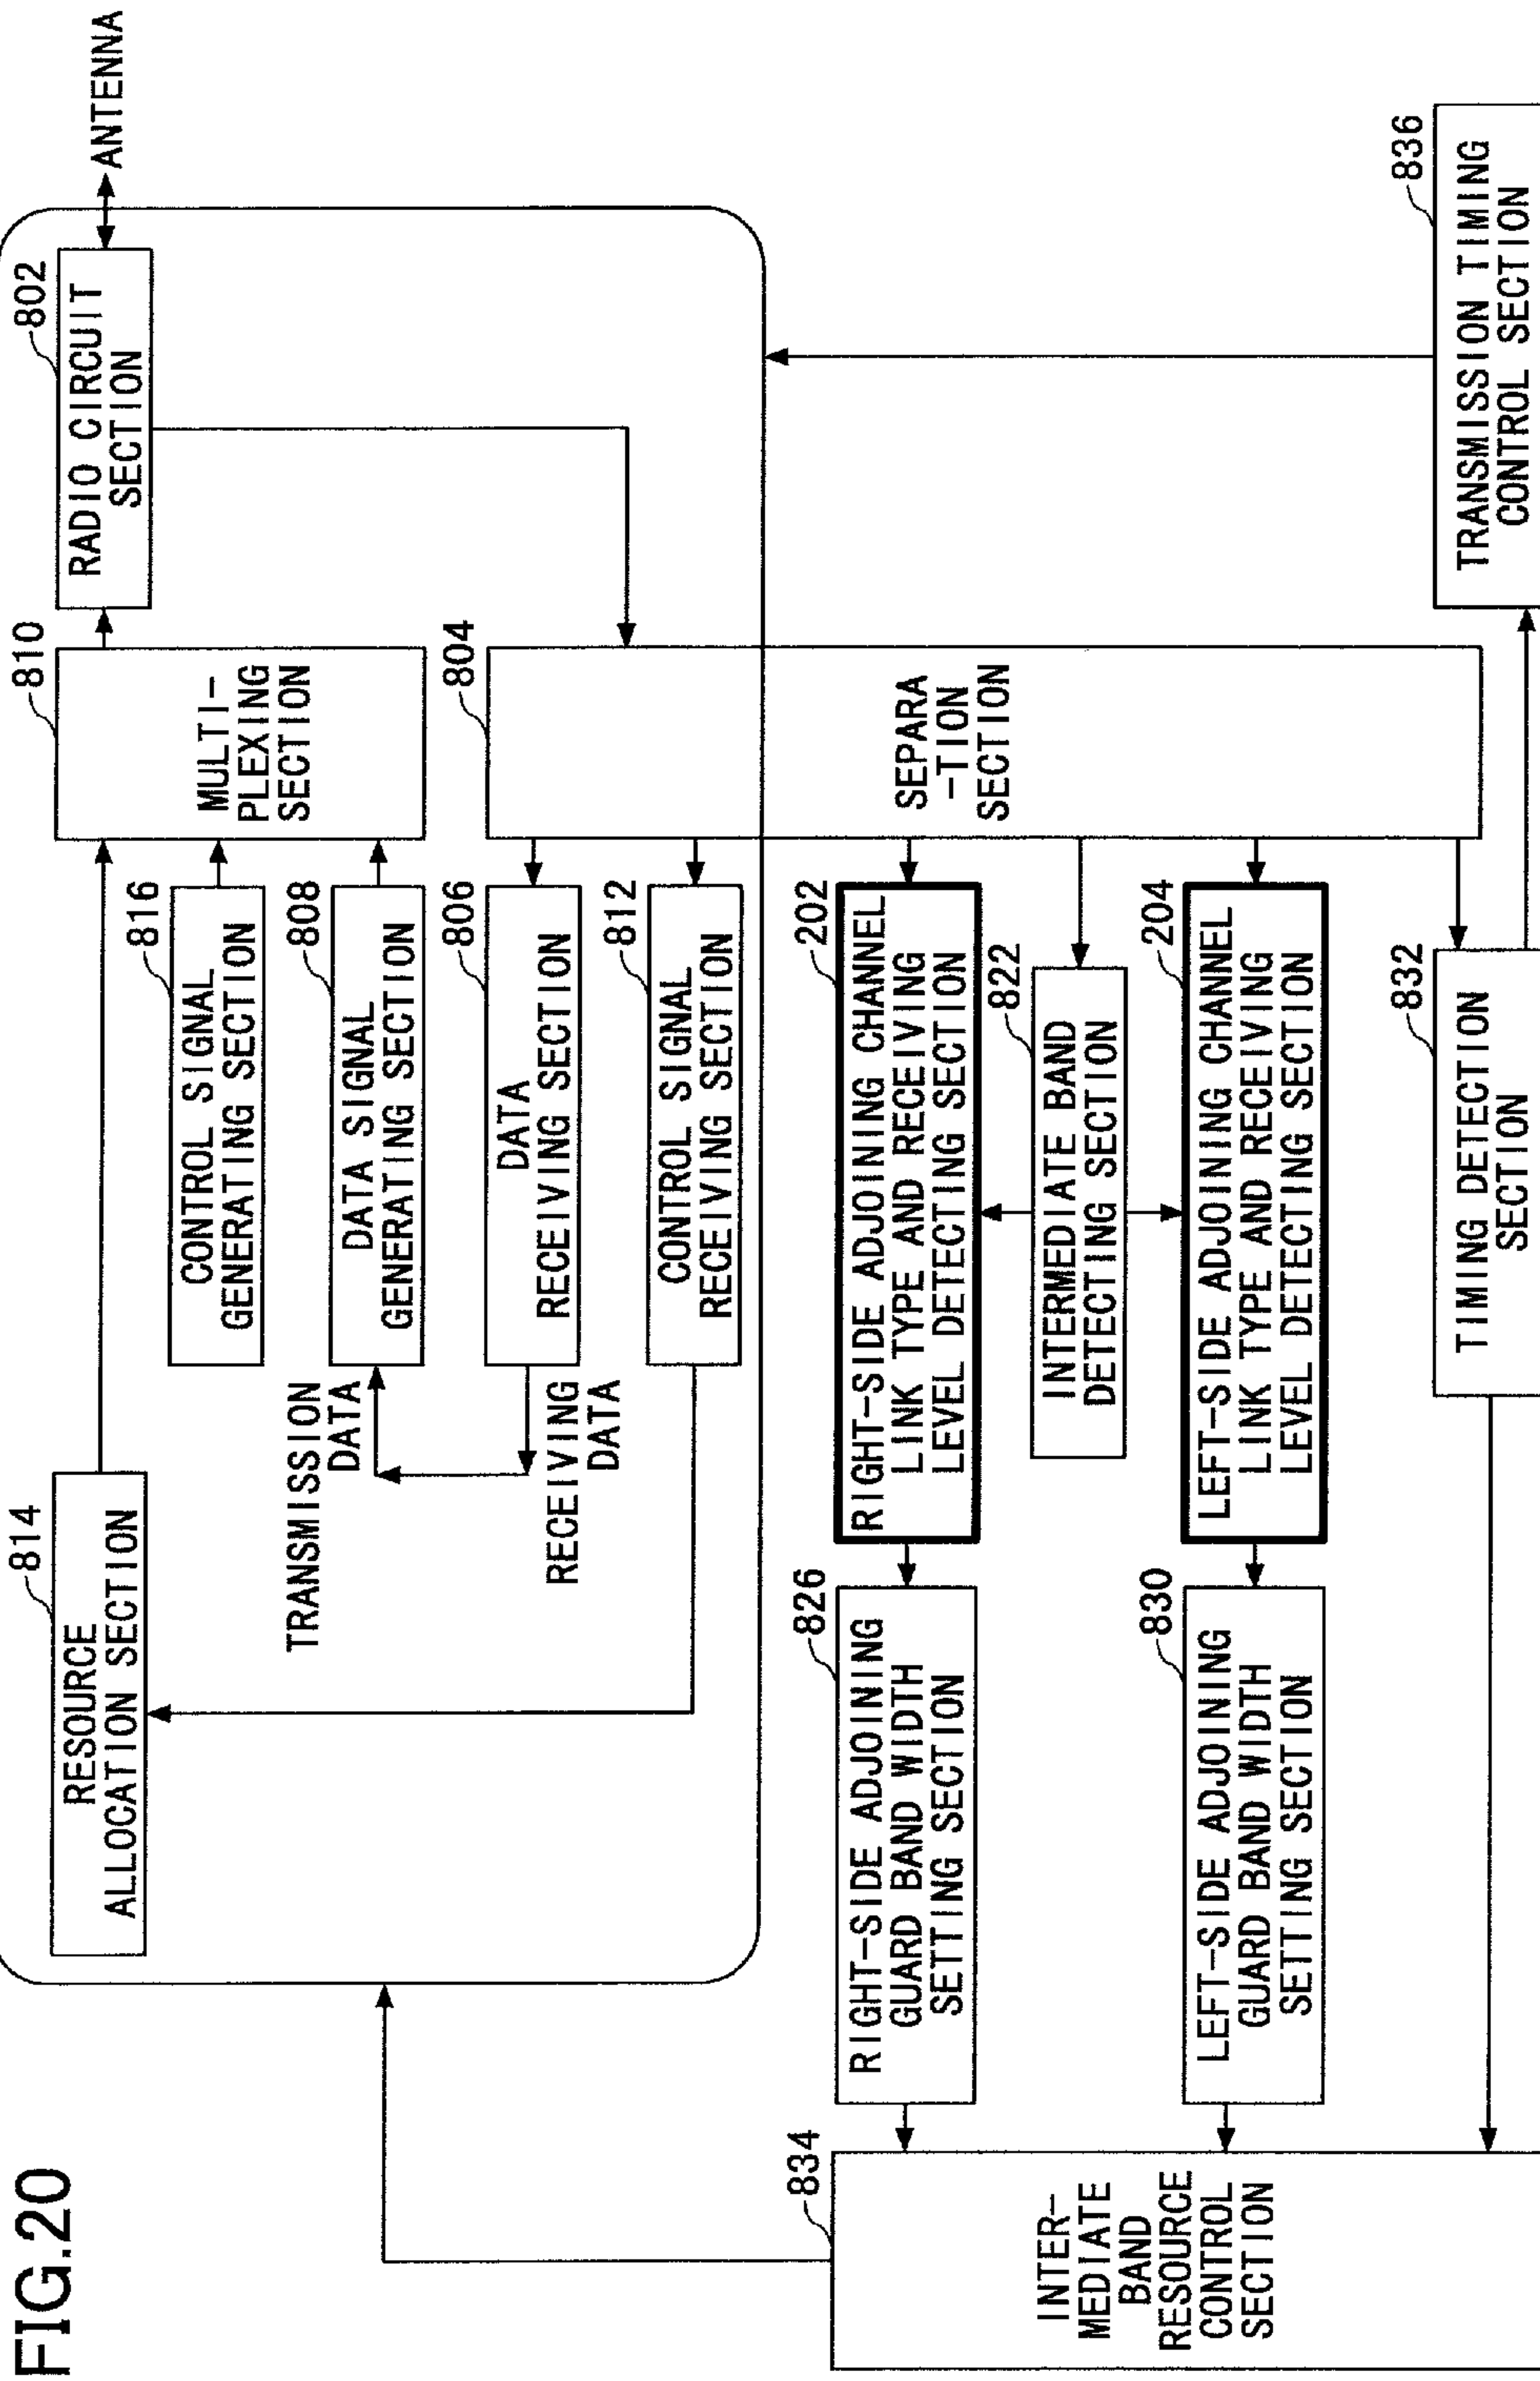 FIG.20
814
RESOURCE
ALLOCATION SECTION
816
CONTROL SIGNAL
GENERATING SECTION
810
MULTI-
PLEXING
SECTION
802
RADIO CIRCUIT
SECTION
ANTENNA
TRANSMISSION
DATA
808
DATA SIGNAL
GENERATING SECTION
RECEIVING
DATA
806
DATA
RECEIVING SECTION
812
CONTROL SIGNAL
RECEIVING SECTION
804
SEPARA
-TION
SECTION
834
INTER-
MEDIATE
BAND
RESOURCE
CONTROL
SECTION
826
RIGHT-SIDE ADJOINING
GUARD BAND WIDTH
SETTING SECTION
202
RIGHT-SIDE ADJOINING CHANNEL
LINK TYPE AND RECEIVING
LEVEL DETECTING SECTION
822
INTERMEDIATE BAND
DETECTING SECTION
830
LEFT-SIDE ADJOINING
GUARD BAND WIDTH
SETTING SECTION
204
LEFT-SIDE ADJOINING CHANNEL
LINK TYPE AND RECEIVING
LEVEL DETECTING SECTION
832
TIMING DETECTION
SECTION
836
TRANSMISSION TIMING
CONTROL SECTION